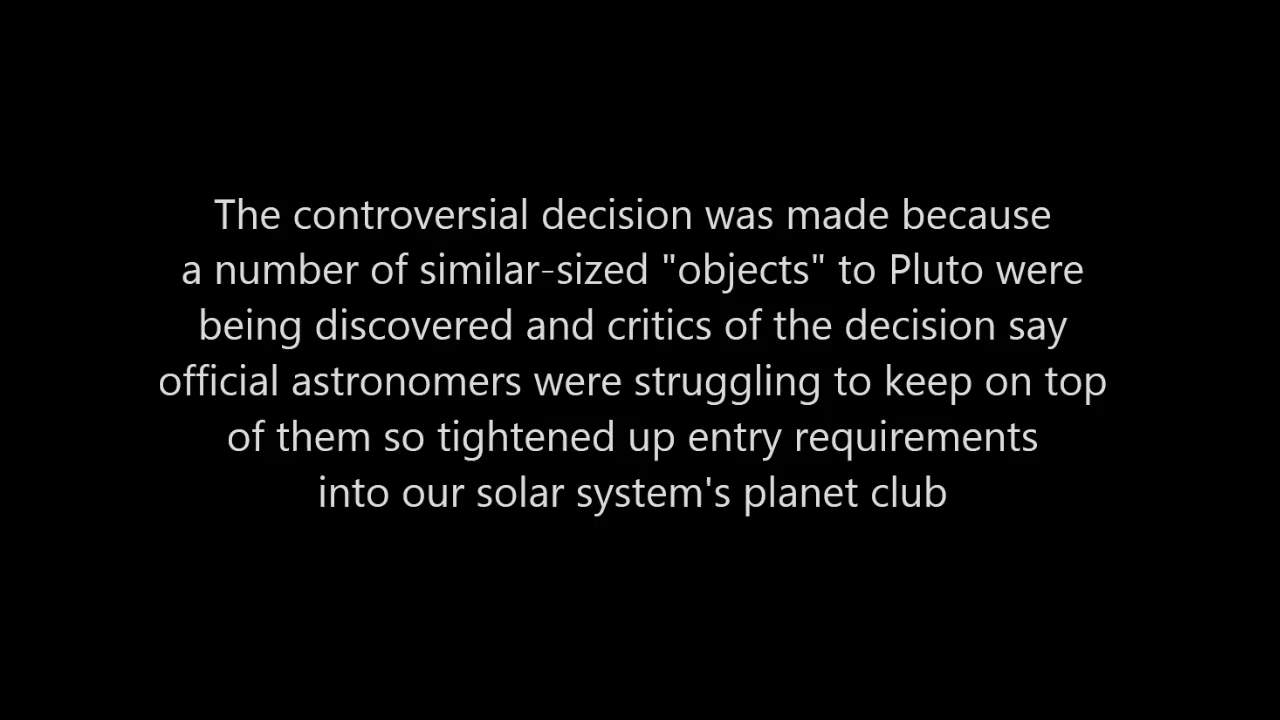 The controversial decision was made because
a number of similar-sized "objects" to Pluto were
being discovered and critics of the decision say
official astronomers were struggling to keep on top
of them so tightened up entry requirements
into our solar system's planet club